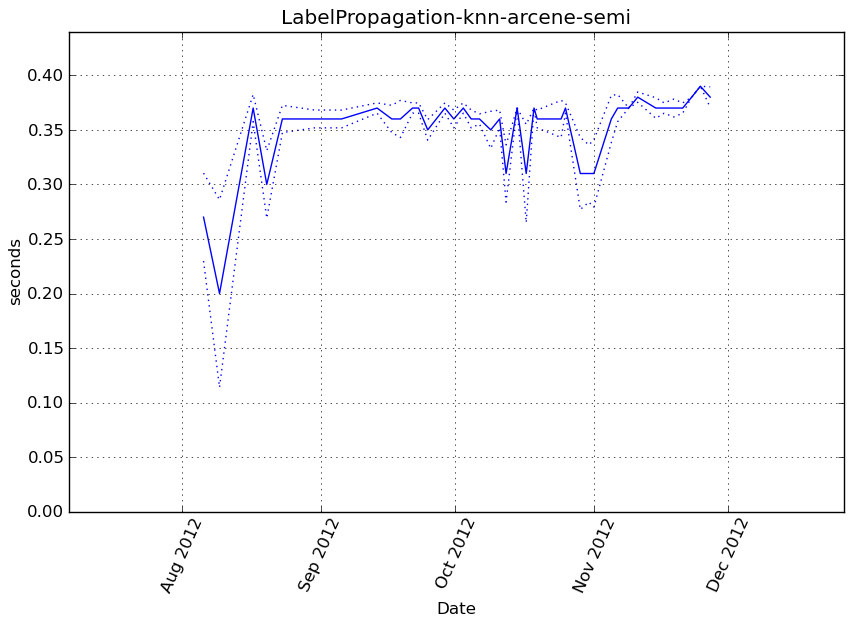 LabelPropagation-knn-arcene-semi
0.40
0.35
0.30
0.25
0.20
0.15
0.10
0.05
0.00
seconds
Aug 2012
Sep 2012
Oct 2012
Nov 2012
Dec 2012
Date